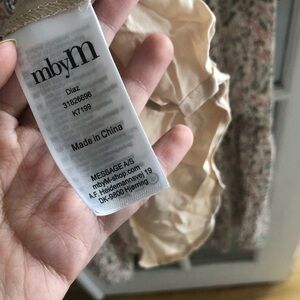 mbyM
Diaz
31826696
K7199
Made in China
MESSAGE A/S
mbyM-shop.com
A.F. Heidemannsvej 19
DK-9800 Hjørring